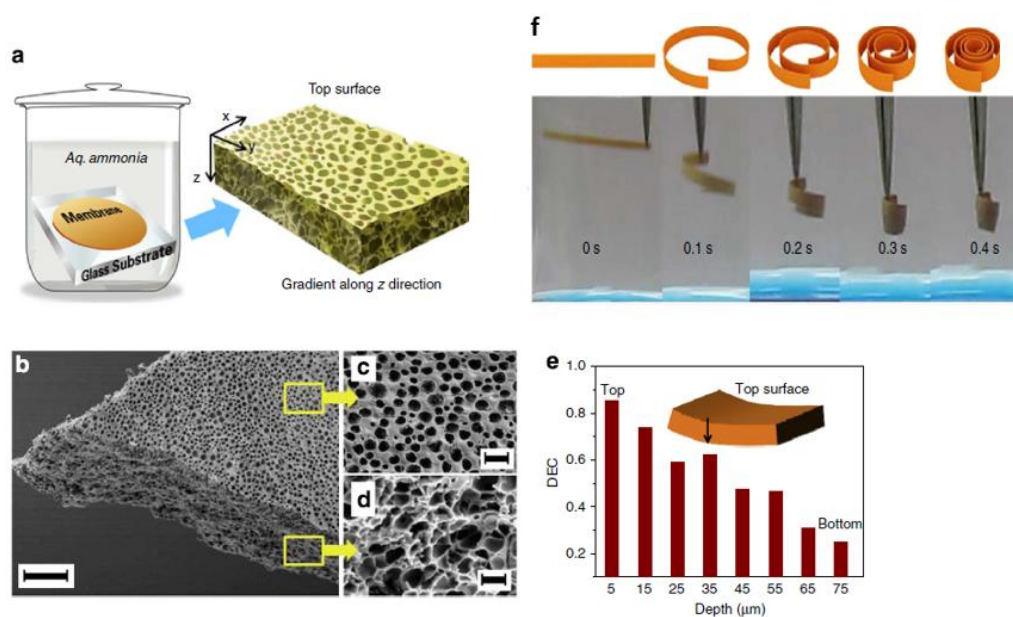 a
Top surface
x
y
z
Aq. ammonia
Membrane
Glass Substrate
Gradient along z direction
f
0 s
0.1 s
0.2 s
0.3 s
0.4 s
b
c
d
e
1.0
0.8
0.6
0.4
0.2
DEC
Top
Top surface
Bottom
5 15 25 35 45 55 65 75
Depth (μm)